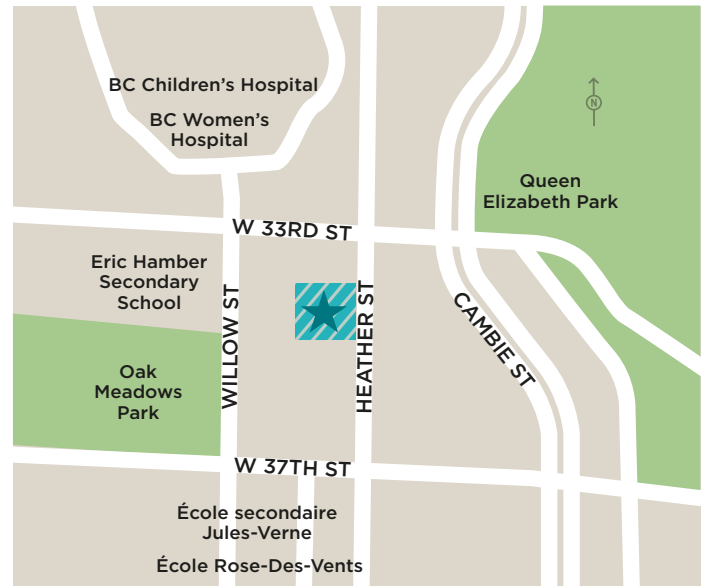 BC Children's Hospital
BC Women's
Hospital
N
Queen
Elizabeth Park
W 33RD ST
Eric Hamber
Secondary
School
WILLOW ST
HEATHER ST
CAMBIE ST
Oak
Meadows
Park
W 37TH ST
École secondaire
Jules-Verne
École Rose-Des-Vents